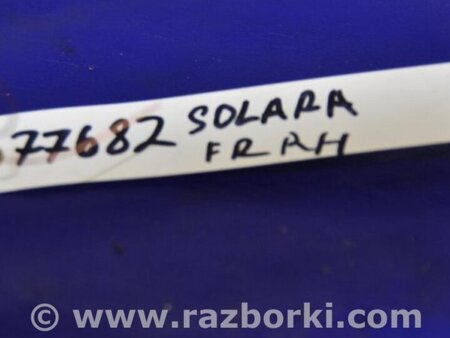 77682 SOLARA
FR RH
© www.razborki.com